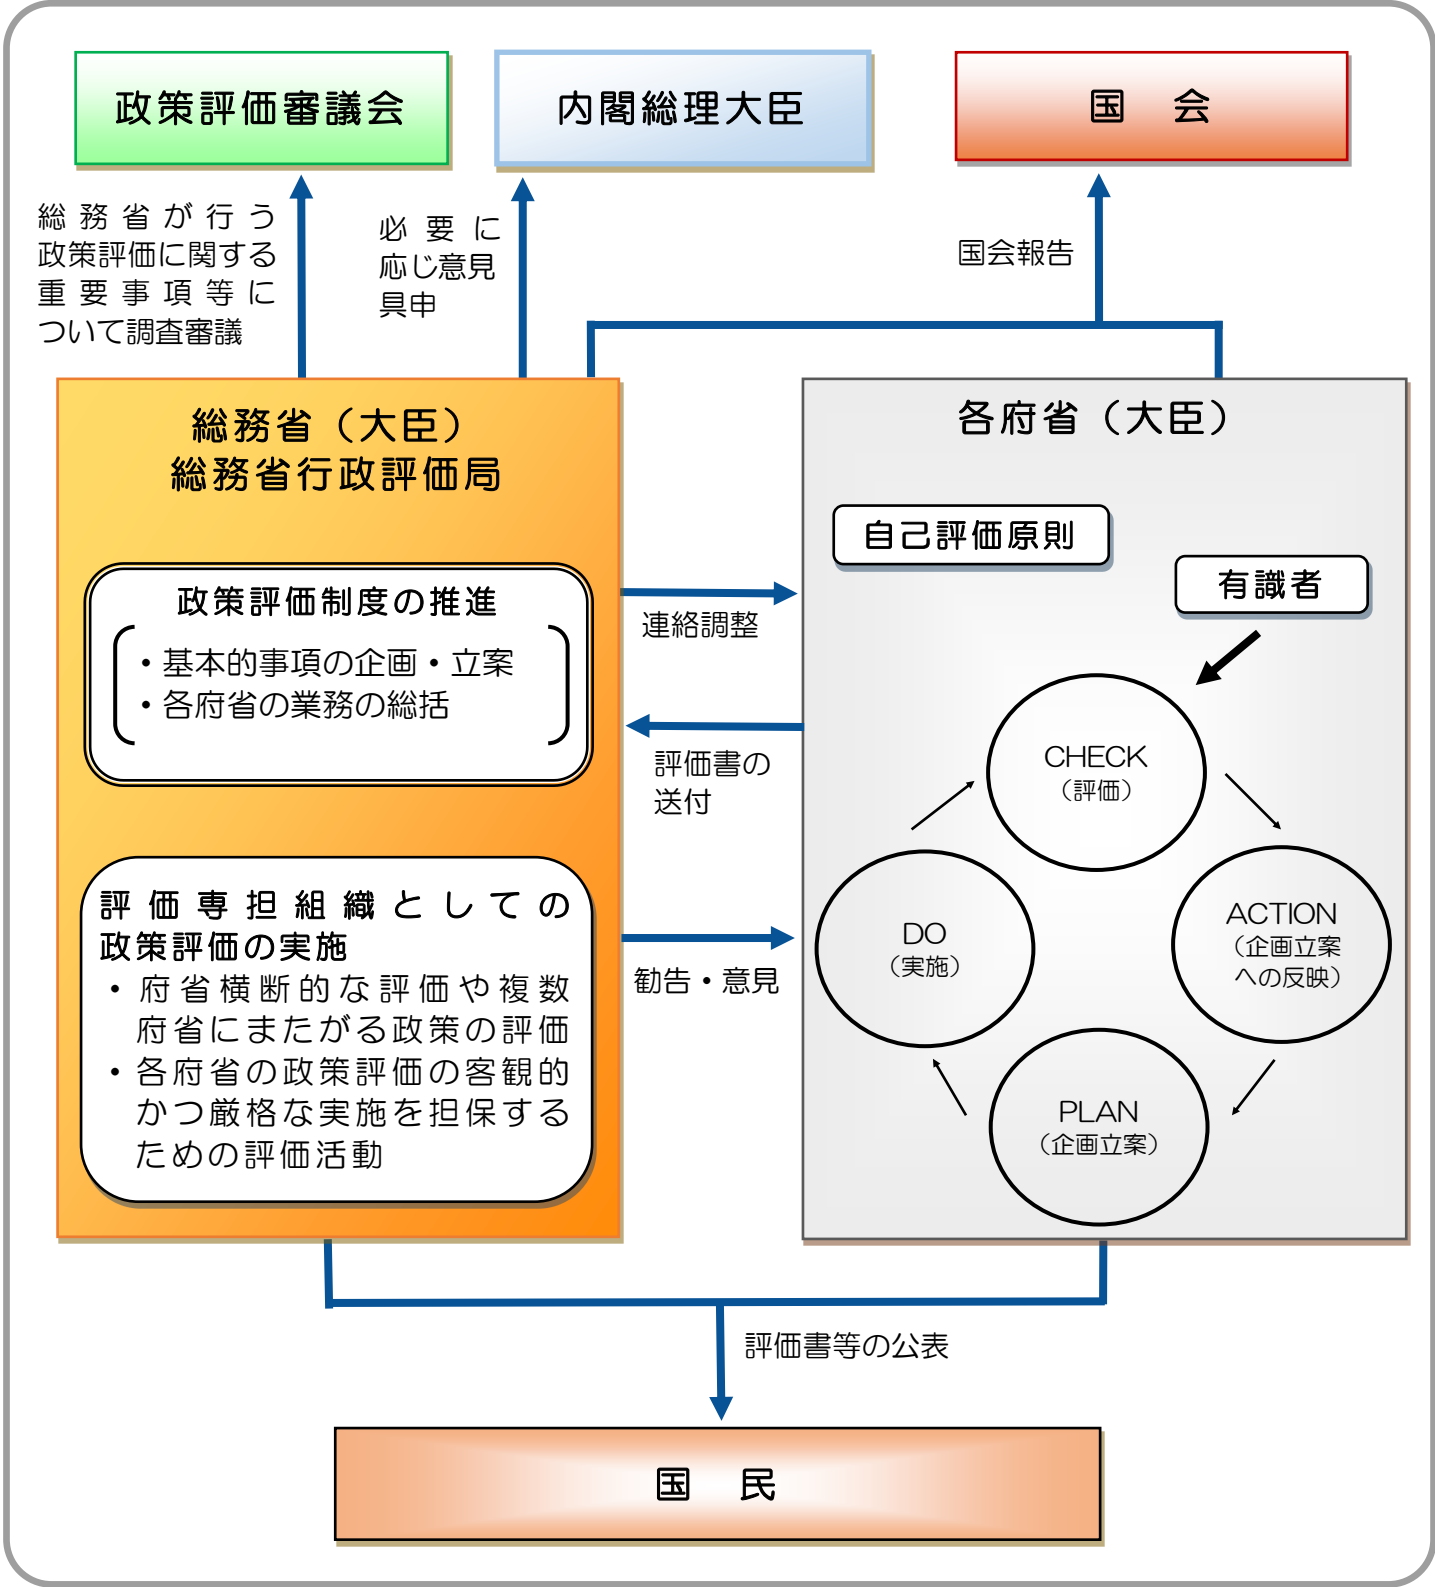 政策評価審議会
内閣総理大臣
国　会
総務省が行う
政策評価に関する
重要事項等に
ついて調査審議
必要に
応じ意見
具申
国会報告
総務省（大臣）
総務省行政評価局
政策評価制度の推進
・基本的事項の企画・立案
・各府省の業務の総括
評価専担組織としての
政策評価の実施
・府省横断的な評価や複数
府省にまたがる政策の評価
・各府省の政策評価の客観的
かつ厳格な実施を担保する
ための評価活動
連絡調整
評価書の
送付
勧告・意見
各府省（大臣）
自己評価原則
有識者
CHECK
（評価）
ACTION
（企画立案
への反映）
DO
（実施）
PLAN
（企画立案）
評価書等の公表
国　民